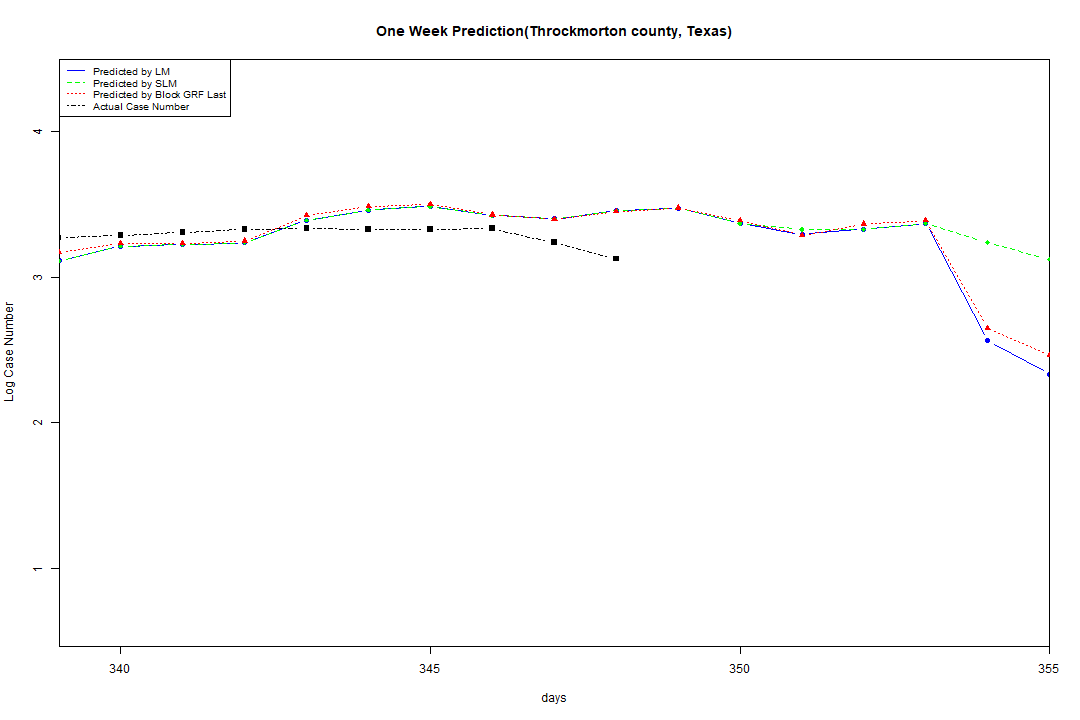 One Week Prediction(Throckmorton county, Texas)
Predicted by LM
Predicted by SLM
Predicted by Block GRF Last
Actual Case Number
4
3
2
1
Log Case Number
340
345
350
355
days